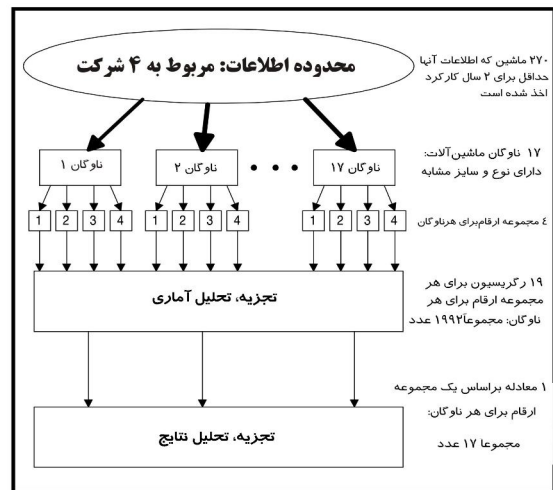 محدوده اطلاعات: مربوط به ۴ شرکت
۲۷۰ ماشین که اطلاعات آنها
حداقل برای ۲ سال کارکرد
اخذ شده است
ناوگان ۱
ناوگان ۲
• • •
ناوگان ۱۷
۱۷ ناوگان ماشین‌آلات:
دارای نوع و سایز مشابه
1 2 3 4 1 2 3 4 1 2 3 4
٤ مجموعه ارقام برای هر ناوگان
تجزیه، تحلیل آماری
۱۹ رگریسیون برای هر
مجموعه ارقام برای هر
ناوگان: مجموعاً ۱۹۹۲ عدد
۱ معادله براساس یک مجموعه
ارقام برای هر ناوگان:
مجموعا ۱۷ عدد
تجزیه، تحلیل نتایج